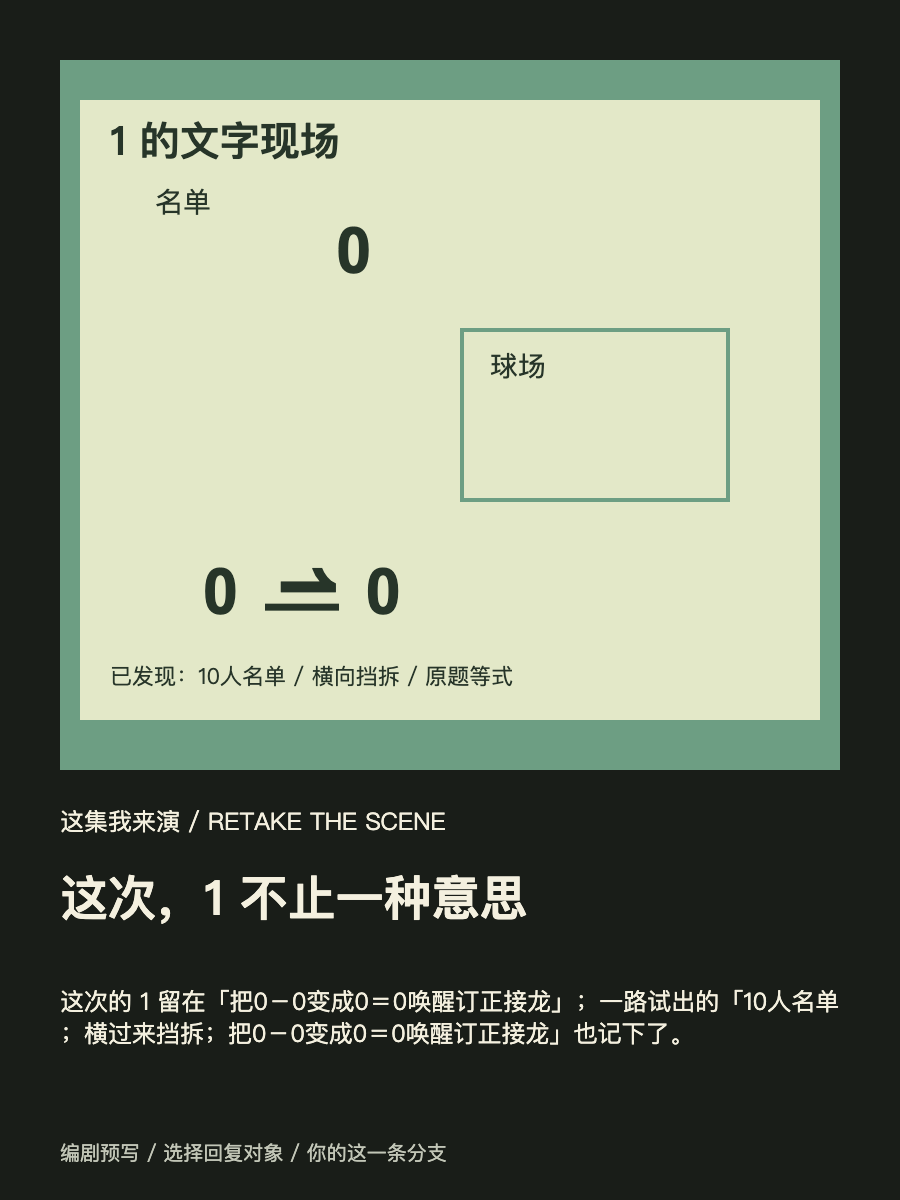 1 的文字现场
名单
0
球场
0 = 0
已发现：10人名单 / 横向挡拆 / 原题等式
这集我来演 / RETAKE THE SCENE
这次，1 不止一种意思
这次的 1 留在「把0－0变成0＝0唤醒订正接龙」；一路试出的「10人名单
；横过来挡拆；把0－0变成0＝0唤醒订正接龙」也记下了。
编剧预写 / 选择回复对象 / 你的这一条分支